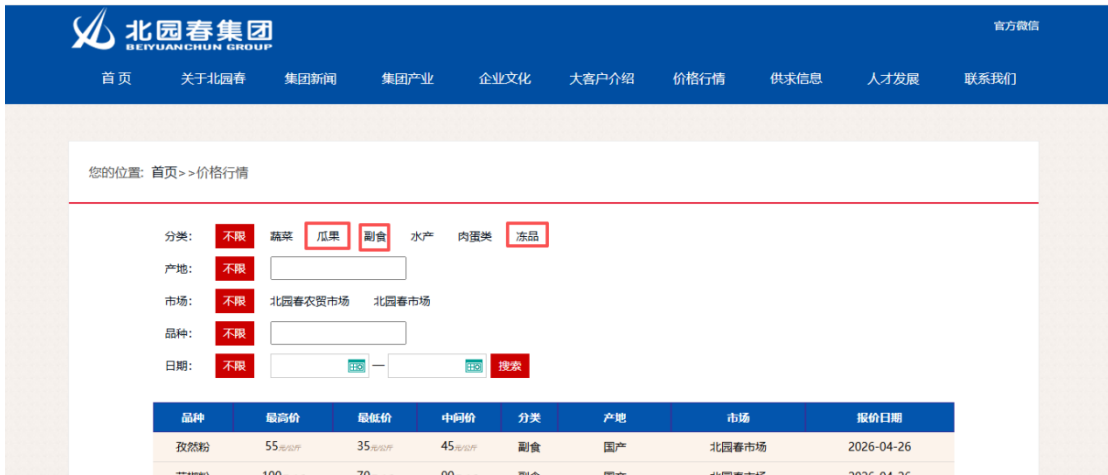 北园春集团
BEIYUANCHUN GROUP
官方微信
首页 关于北园春 集团新闻 集团产业 企业文化 大客户介绍 价格行情 供求信息 人才发展 联系我们
您的位置: 首页>>价格行情
分类: 不限 蔬菜 瓜果 副食 水产 肉蛋类 冻品
产地: 不限
市场: 不限 北园春农贸市场 北园春市场
品种: 不限
日期: 不限 — 搜索
品种 最高价 最低价 中间价 分类 产地 市场 报价日期
孜然粉 55元/公斤 35元/公斤 45元/公斤 副食 国产 北园春市场 2026-04-26